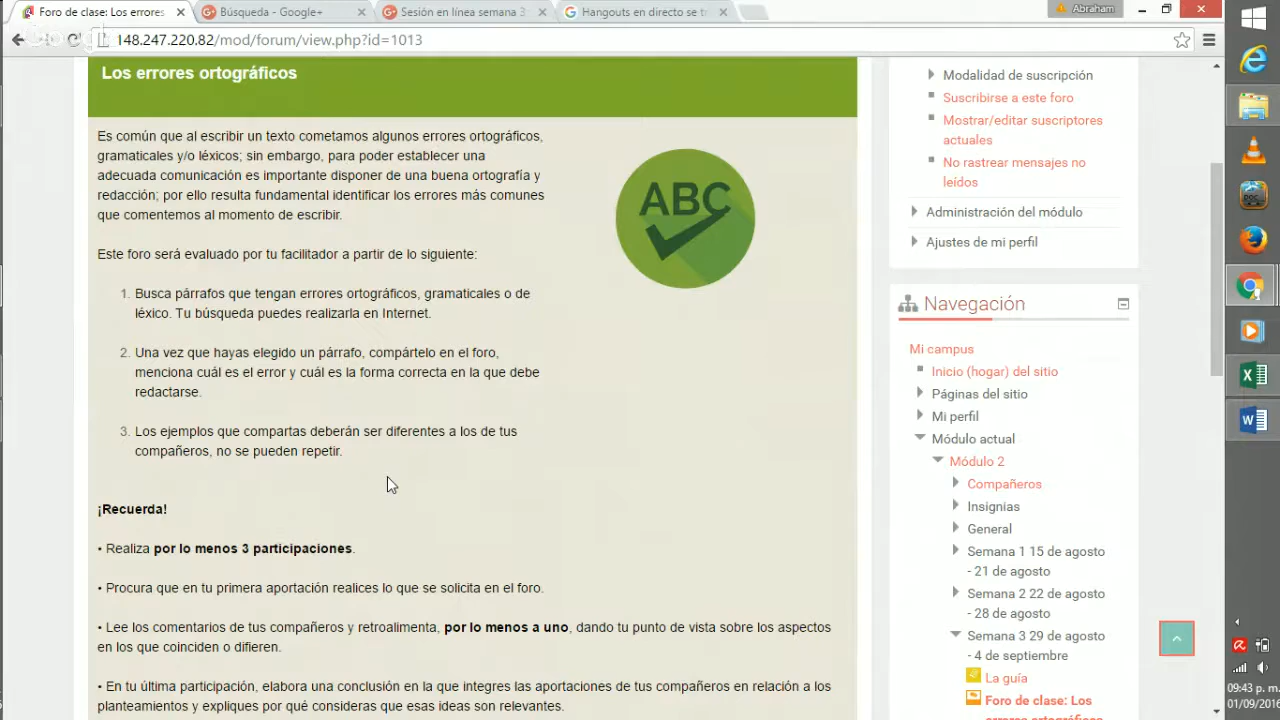 Foro de clase: Los errores
Búsqueda - Google+
Sesión en línea semana 3
Hangouts en directo se t
Abraham
148.247.220.82/mod/forum/view.php?id=1013
Los errores ortográficos
Es común que al escribir un texto cometamos algunos errores ortográficos,
gramaticales y/o léxicos; sin embargo, para poder establecer una
adecuada comunicación es importante disponer de una buena ortografía y
redacción; por ello resulta fundamental identificar los errores más comunes
que comentemos al momento de escribir.
ABC
Este foro será evaluado por tu facilitador a partir de lo siguiente:
1. Busca párrafos que tengan errores ortográficos, gramaticales o de
léxico. Tu búsqueda puedes realizarla en Internet.
2. Una vez que hayas elegido un párrafo, compártelo en el foro,
menciona cuál es el error y cuál es la forma correcta en la que debe
redactarse.
3. Los ejemplos que compartas deberán ser diferentes a los de tus
compañeros, no se pueden repetir.
¡Recuerda!
• Realiza por lo menos 3 participaciones.
• Procura que en tu primera aportación realices lo que se solicita en el foro.
• Lee los comentarios de tus compañeros y retroalimenta, por lo menos a uno, dando tu punto de vista sobre los aspectos
en los que coinciden o difieren.
• En tu última participación, elabora una conclusión en la que integres las aportaciones de tus compañeros en relación a los
planteamientos y expliques por qué consideras que esas ideas son relevantes.
Modalidad de suscripción
Suscribirse a este foro
Mostrar/editar suscriptores
actuales
No rastrear mensajes no
leídos
Administración del módulo
Ajustes de mi perfil
Navegación
Mi campus
Inicio (hogar) del sitio
Páginas del sitio
Mi perfil
Módulo actual
Módulo 2
Compañeros
Insignias
General
Semana 1 15 de agosto
- 21 de agosto
Semana 2 22 de agosto
- 28 de agosto
Semana 3 29 de agosto
- 4 de septiembre
La guía
Foro de clase: Los
errores ortográficos
09:43 p. m.
01/09/2016